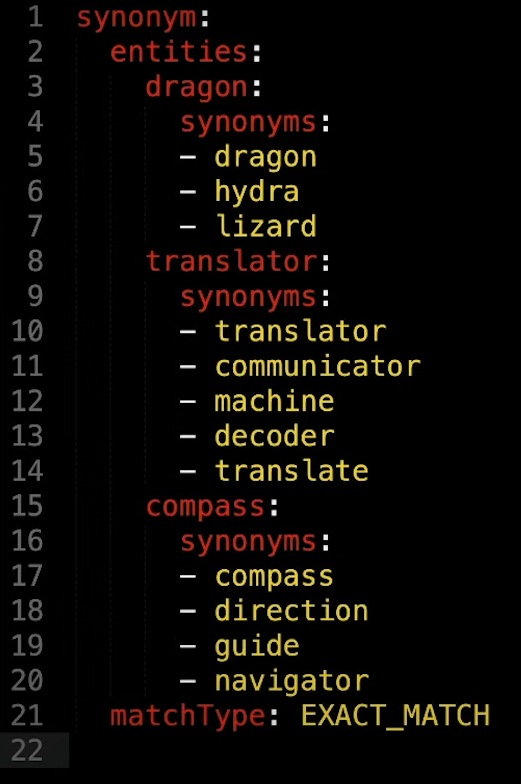 1 synonym:
2 entities:
3 dragon:
4 synonyms:
5 - dragon
6 - hydra
7 - lizard
8 translator:
9 synonyms:
10 - translator
11 - communicator
12 - machine
13 - decoder
14 - translate
15 compass:
16 synonyms:
17 - compass
18 - direction
19 - guide
20 - navigator
21 matchType: EXACT_MATCH
22